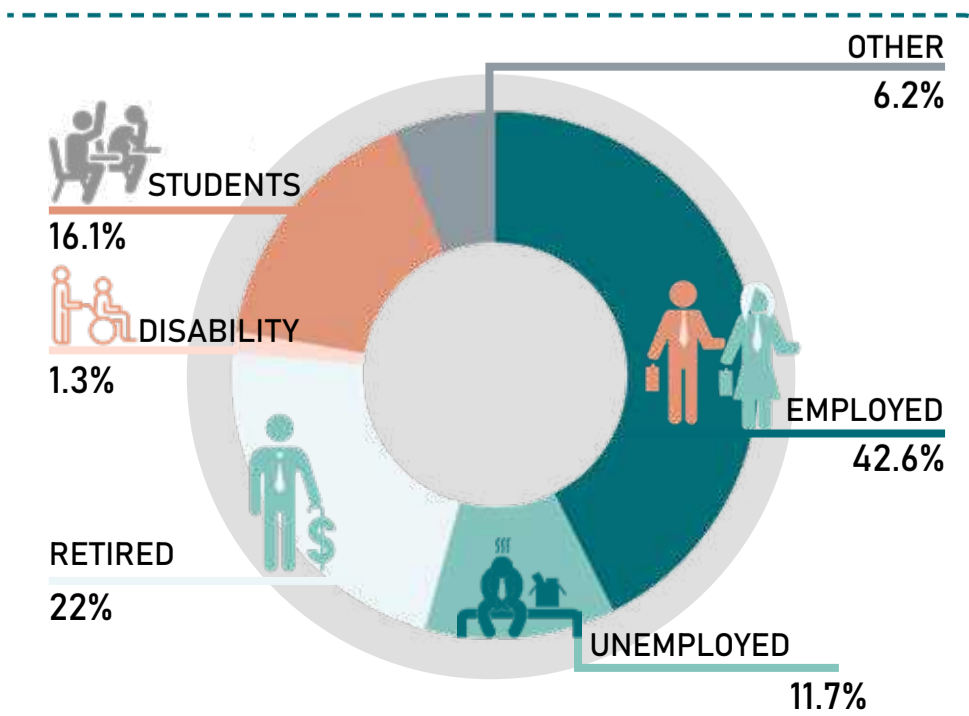 OTHER
6.2%
STUDENTS
16.1%
DISABILITY
1.3%
EMPLOYED
42.6%
RETIRED
22%
$
UNEMPLOYED
11.7%